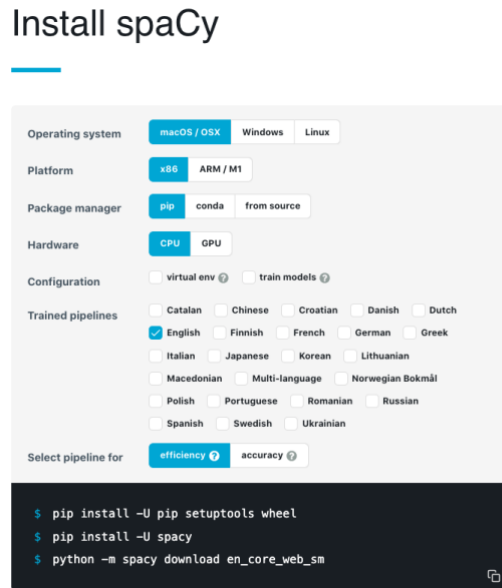 Install spaCy
Operating system macOS / OSX Windows Linux
Platform x86 ARM / M1
Package manager pip conda from source
Hardware CPU GPU
Configuration virtual env ? train models ?
Trained pipelines Catalan Chinese Croatian Danish Dutch
English Finnish French German Greek
Italian Japanese Korean Lithuanian
Macedonian Multi-language Norwegian Bokmål
Polish Portuguese Romanian Russian
Spanish Swedish Ukrainian
Select pipeline for efficiency ? accuracy ?
$ pip install -U pip setuptools wheel
$ pip install -U spacy
$ python -m spacy download en_core_web_sm